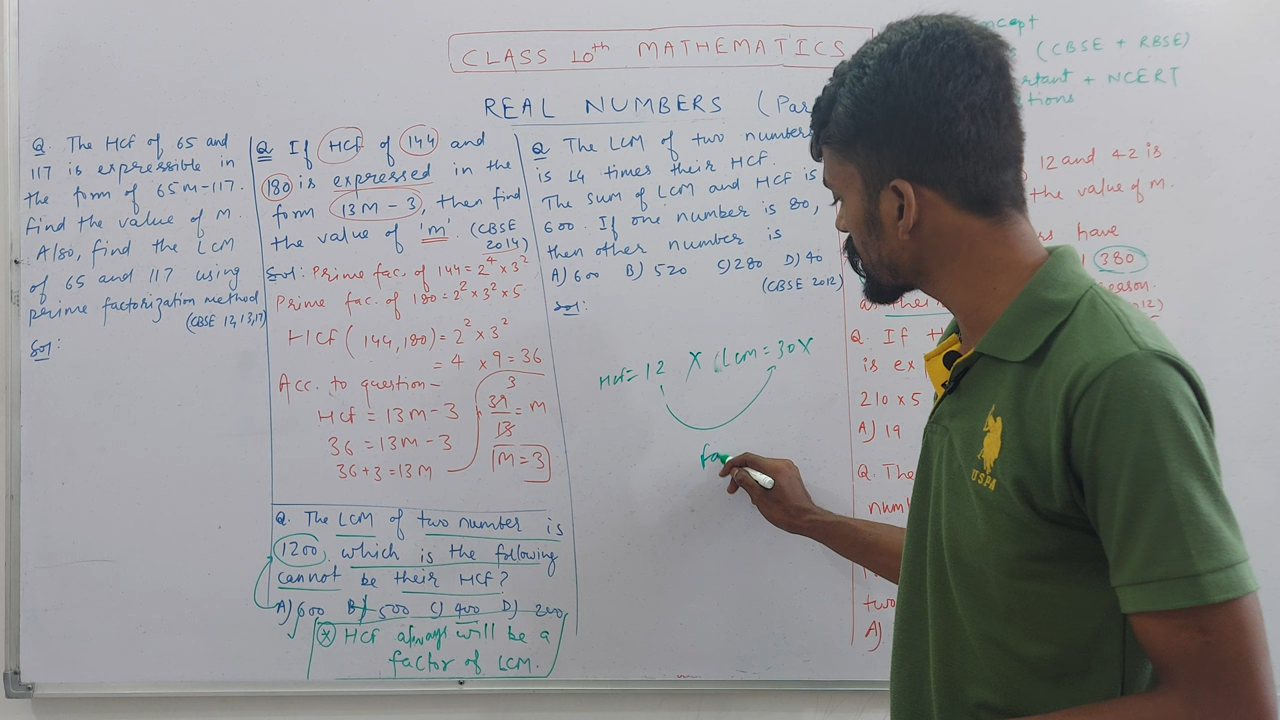 CLASS 10th MATHEMATICS
REAL NUMBERS (Par
ncept
(CBSE + RBSE)
rtant + NCERT
tions
Q. The HCF of 65 and
117 is expressible in
the form of 65m-117.
find the value of M.
Also, find the LCM
of 65 and 117 using
prime factorization method
(CBSE 12,13,17)
Sol:
Q If HCF of 144 and
180 is expressed in the
form 13M-3, then find
the value of 'm'. (CBSE
2014)
Sol: Prime fac. of 144=2^4×3^2
Prime fac. of 180=2^2×3^2×5
HCF (144,180)=2^2×3^2
=4×9=36
Acc. to question-
HCF=13M-3
36=13M-3
36+3=13M
3
39/13=M
M=3
Q. The LCM of two number is
1200, which is the following
cannot be their HCF?
A) 600 B) 500 C) 400 D) 200
* HCF always will be a
factor of LCM.
Q The LCM of two number
is 14 times their HCF.
The sum of LCM and HCF is
600. If one number is 80,
then other number is
A) 600 B) 520 C) 280 D) 40
(CBSE 2012)
Sol:
HCF=12 X LCM=30X
fa
12 and 42 is
the value of m.
have
380
eason.
12)
Q. If th
is ex
210×5
A) 19
Q. The
num
two
A)
USPA